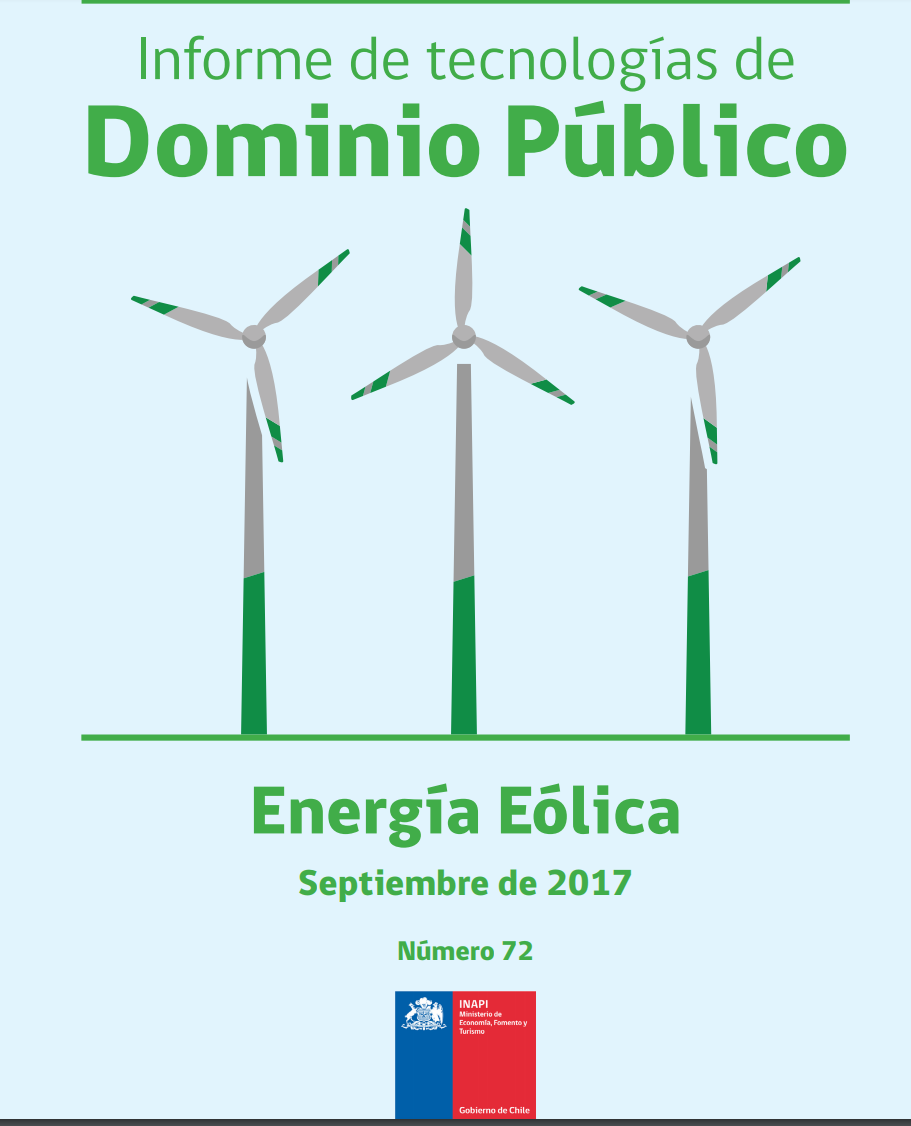 Informe de tecnologías de
Dominio Público
Energía Eólica
Septiembre de 2017
Número 72
INAPI
Ministerio de
Economía, Fomento y
Turismo
Gobierno de Chile